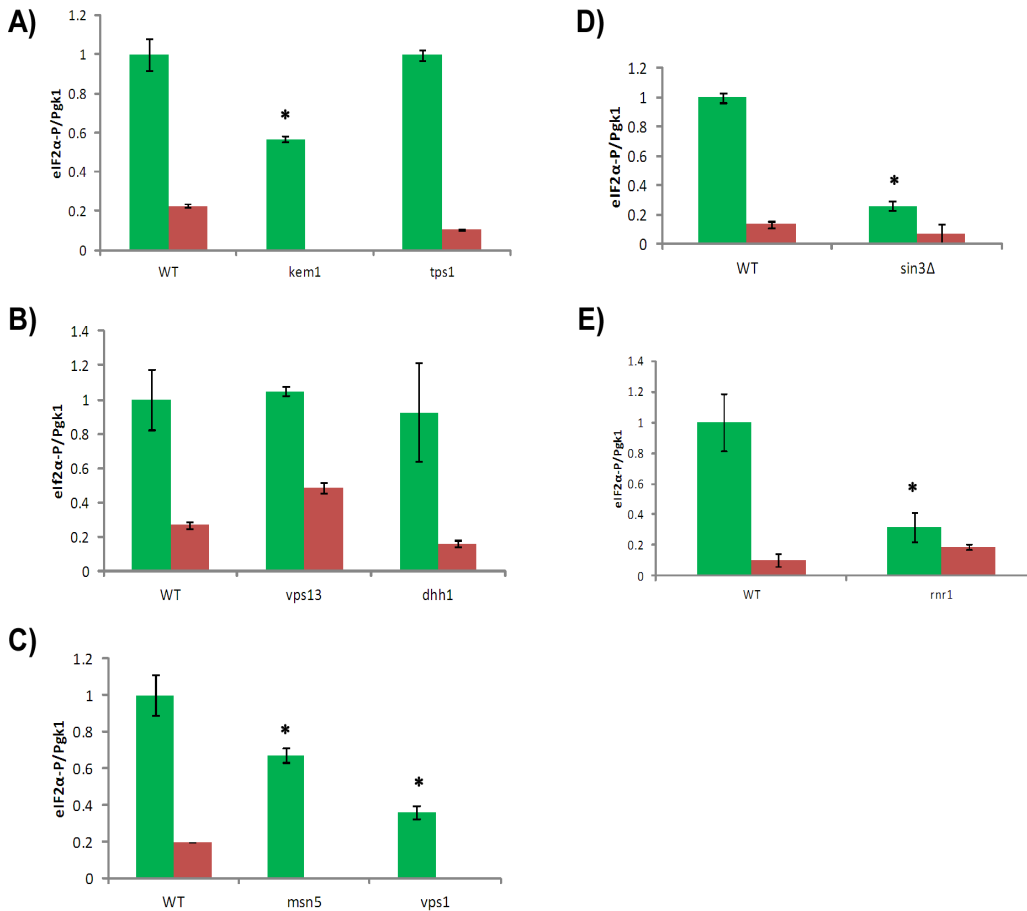 A)
eIF2α-P/Pgk1
1.2
1
0.8
0.6
0.4
0.2
0
*
WT
kem1
tps1
B)
eIf2α-P/Pgk1
1.4
1.2
1
0.8
0.6
0.4
0.2
0
WT
vps13
dhh1
C)
eIF2α-P/Pgk1
1.2
1
0.8
0.6
0.4
0.2
0
*
*
WT
msn5
vps1
D)
eIF2α-P/Pgk1
1.2
1
0.8
0.6
0.4
0.2
0
*
WT
sin3Δ
E)
eIF2α-P/Pgk1
1.4
1.2
1
0.8
0.6
0.4
0.2
0
*
WT
rnr1